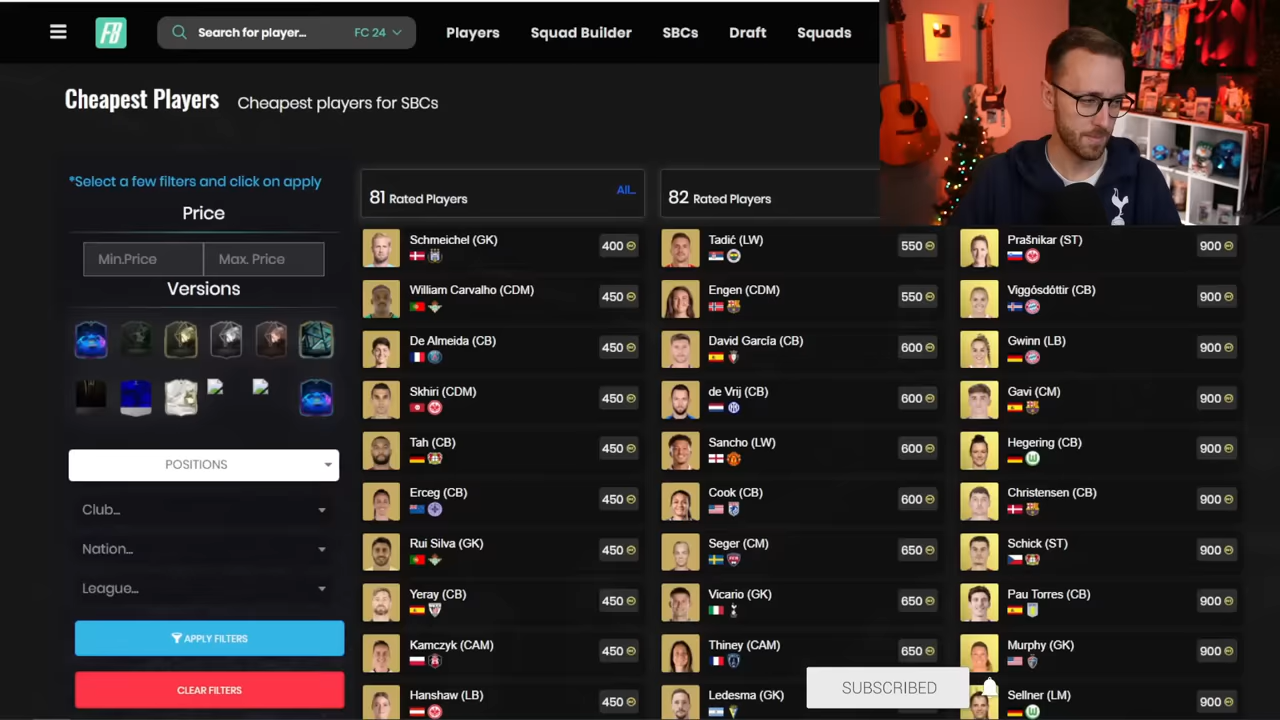 FB
Search for player...
FC 24
Players
Squad Builder
SBCs
Draft
Squads
Cheapest Players
Cheapest players for SBCs
*Select a few filters and click on apply
Price
Min.Price
Max. Price
Versions
POSITIONS
Club...
Nation...
League...
APPLY FILTERS
CLEAR FILTERS
81 Rated Players
All...
Schmeichel (GK)
400
William Carvalho (CDM)
450
De Almeida (CB)
450
Skhiri (CDM)
450
Tah (CB)
450
Erceg (CB)
450
Rui Silva (GK)
450
Yeray (CB)
450
Kamczyk (CAM)
450
Hanshaw (LB)
450
82 Rated Players
Tadić (LW)
550
Engen (CDM)
550
David García (CB)
600
de Vrij (CB)
600
Sancho (LW)
600
Cook (CB)
600
Seger (CM)
650
Vicario (GK)
650
Thiney (CAM)
650
Ledesma (GK)
Prašnikar (ST)
900
Viggósdóttir (CB)
900
Gwinn (LB)
900
Gavi (CM)
900
Hegering (CB)
900
Christensen (CB)
900
Schick (ST)
900
Pau Torres (CB)
900
Murphy (GK)
900
Sellner (LM)
900
SUBSCRIBED